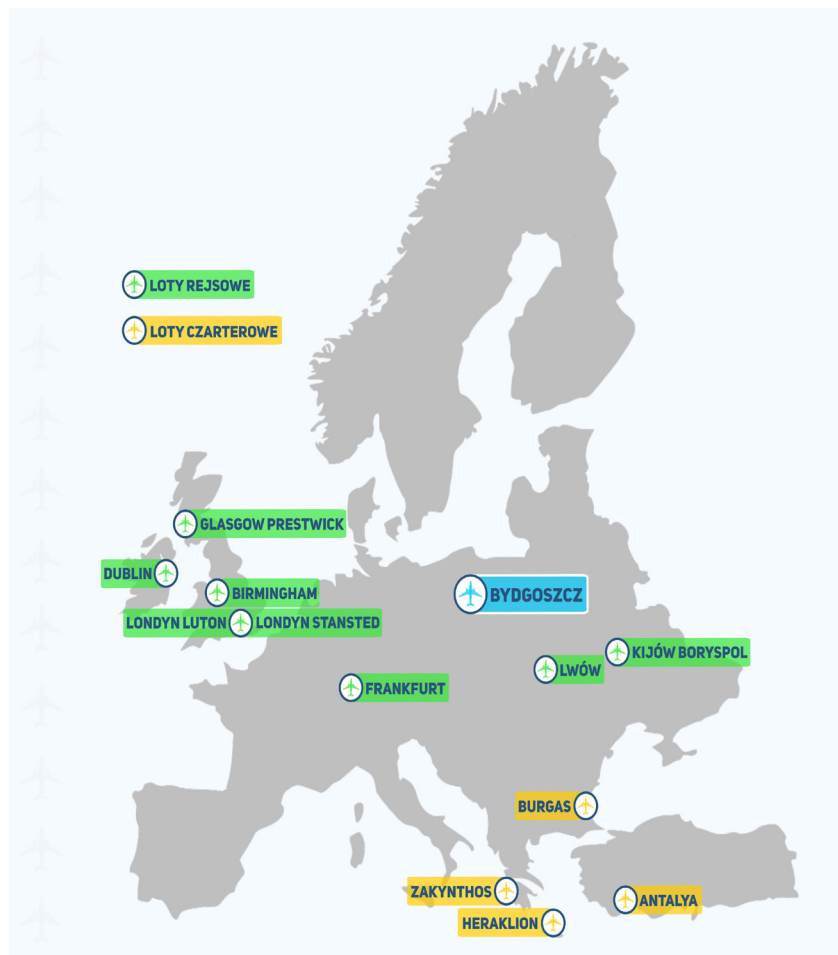 LOTY REJSOWE
LOTY CZARTEROWE
GLASGOW PRESTWICK
DUBLIN
BIRMINGHAM
BYDGOSZCZ
LONDYN LUTON
LONDYN STANSTED
KIJÓW BORYSPOL
LWÓW
FRANKFURT
BURGAS
ZAKYNTHOS
ANTALYA
HERAKLION